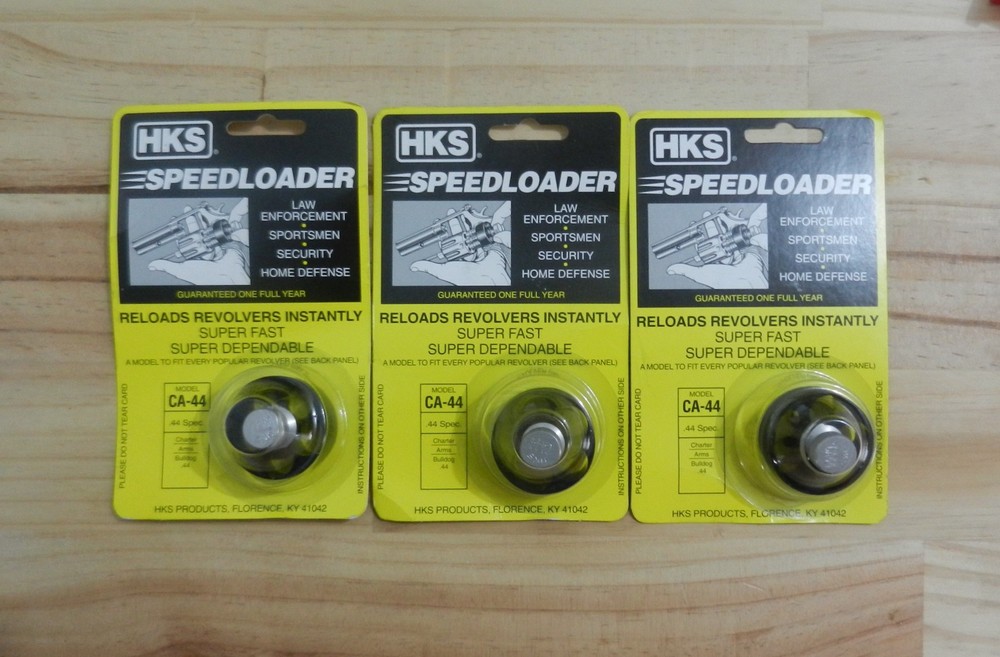 HKS®
SPEEDLOADER
LAW
ENFORCEMENT
•
SPORTSMEN
•
SECURITY
•
HOME DEFENSE
GUARANTEED ONE FULL YEAR
RELOADS REVOLVERS INSTANTLY
SUPER FAST
SUPER DEPENDABLE
A MODEL TO FIT EVERY POPULAR REVOLVER (SEE BACK PANEL)
PLEASE DO NOT TEAR CARD
MODEL
CA-44
.44 Spec.
Charter
Arms
Bulldog
.44
INSTRUCTIONS ON OTHER SIDE
HKS PRODUCTS, FLORENCE, KY 41042
HKS®
SPEEDLOADER
LAW
ENFORCEMENT
•
SPORTSMEN
•
SECURITY
•
HOME DEFENSE
GUARANTEED ONE FULL YEAR
RELOADS REVOLVERS INSTANTLY
SUPER FAST
SUPER DEPENDABLE
A MODEL TO FIT EVERY POPULAR REVOLVER (SEE BACK PANEL)
PLEASE DO NOT TEAR CARD
MODEL
CA-44
.44 Spec.
Charter
Arms
Bulldog
.44
INSTRUCTIONS ON OTHER SIDE
HKS PRODUCTS, FLORENCE, KY 41042
HKS®
SPEEDLOADER
LAW
ENFORCEMENT
•
SPORTSMEN
•
SECURITY
•
HOME DEFENSE
GUARANTEED ONE FULL YEAR
RELOADS REVOLVERS INSTANTLY
SUPER FAST
SUPER DEPENDABLE
A MODEL TO FIT EVERY POPULAR REVOLVER (SEE BACK PANEL)
PLEASE DO NOT TEAR CARD
MODEL
CA-44
.44 Spec.
Charter
Arms
Bulldog
.44
INSTRUCTIONS ON OTHER SIDE
HKS PRODUCTS, FLORENCE, KY 41042